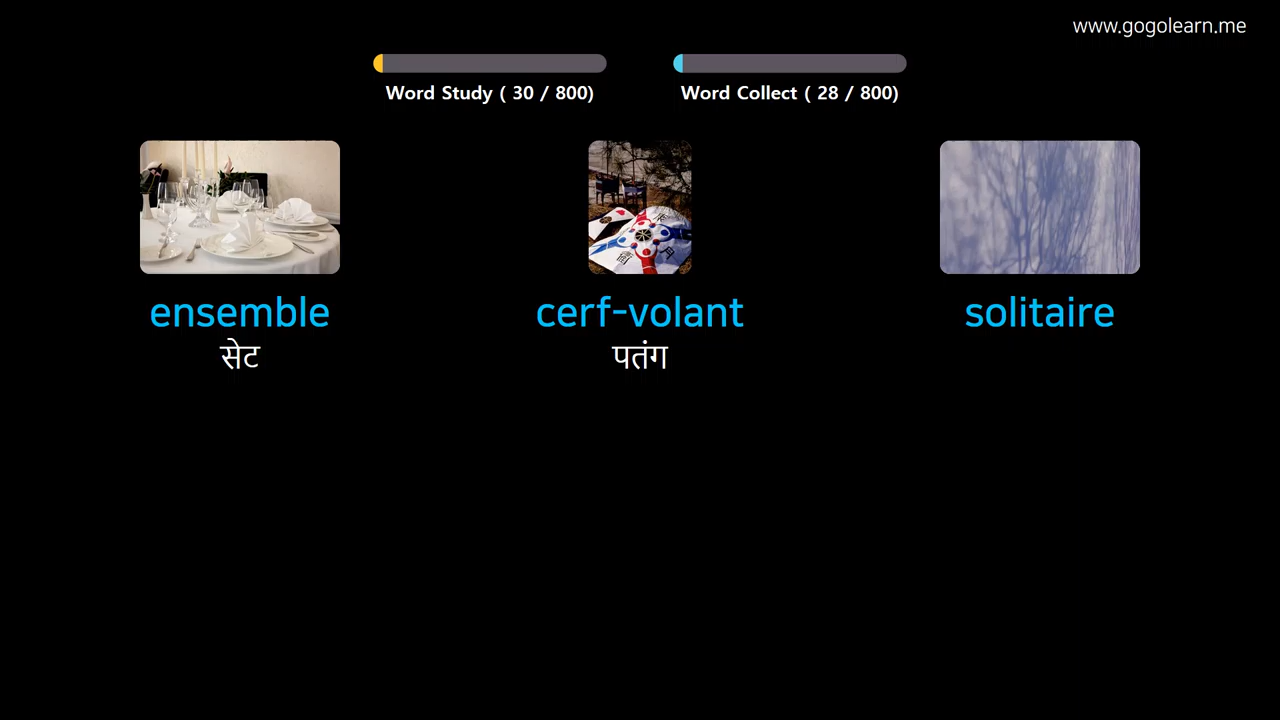 www.gogolearn.me
Word Study ( 30 / 800)
Word Collect ( 28 / 800)
ensemble
सेट
cerf-volant
पतंग
solitaire